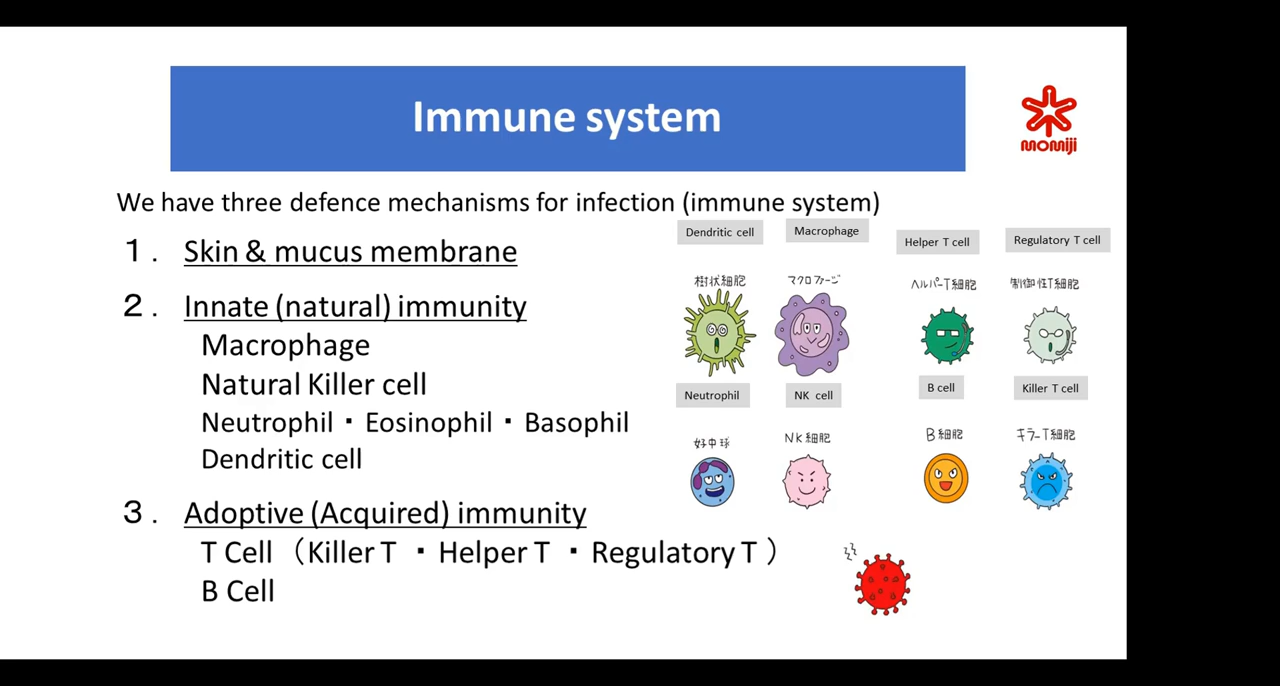 Immune system
momiji
We have three defence mechanisms for infection (immune system)
１． Skin & mucus membrane
２． Innate (natural) immunity
Macrophage
Natural Killer cell
Neutrophil・Eosinophil・Basophil
Dendritic cell
３． Adoptive (Acquired) immunity
T Cell （Killer T ・Helper T ・Regulatory T ）
B Cell
Dendritic cell
Macrophage
Helper T cell
Regulatory T cell
樹状細胞
マクロファージ
ヘルパーT細胞
制御性T細胞
Neutrophil
NK cell
B cell
Killer T cell
好中球
NK細胞
B細胞
キラーT細胞